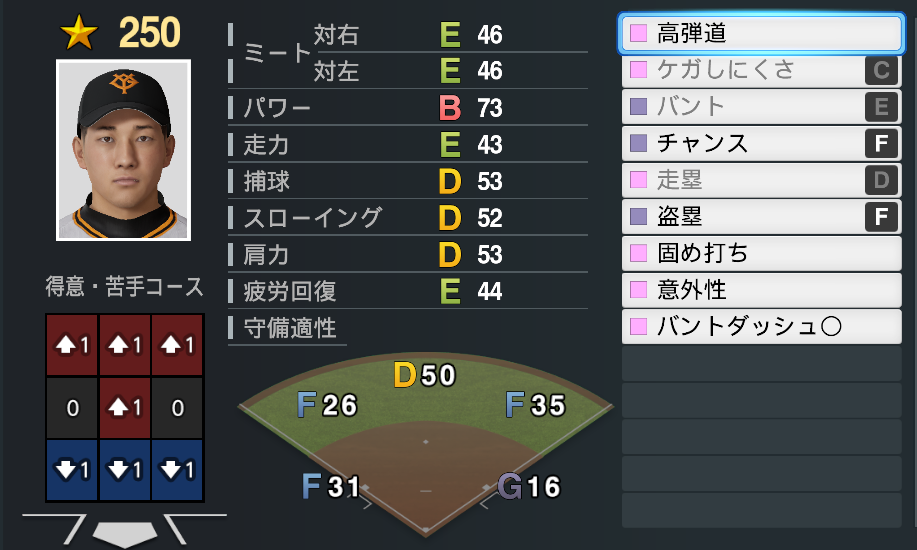 250
YG
対右 E 46
ミート
対左 E 46
パワー B 73
走力 E 43
捕球 D 53
スローイング D 52
肩力 D 53
疲労回復 E 44
守備適性
D50
F26
F35
F31
G16
得意・苦手コース
1 1 1
0 1 0
1 1 1
高弾道
ケガしにくさ C
バント E
チャンス F
走塁 D
盗塁 F
固め打ち
意外性
バントダッシュ○